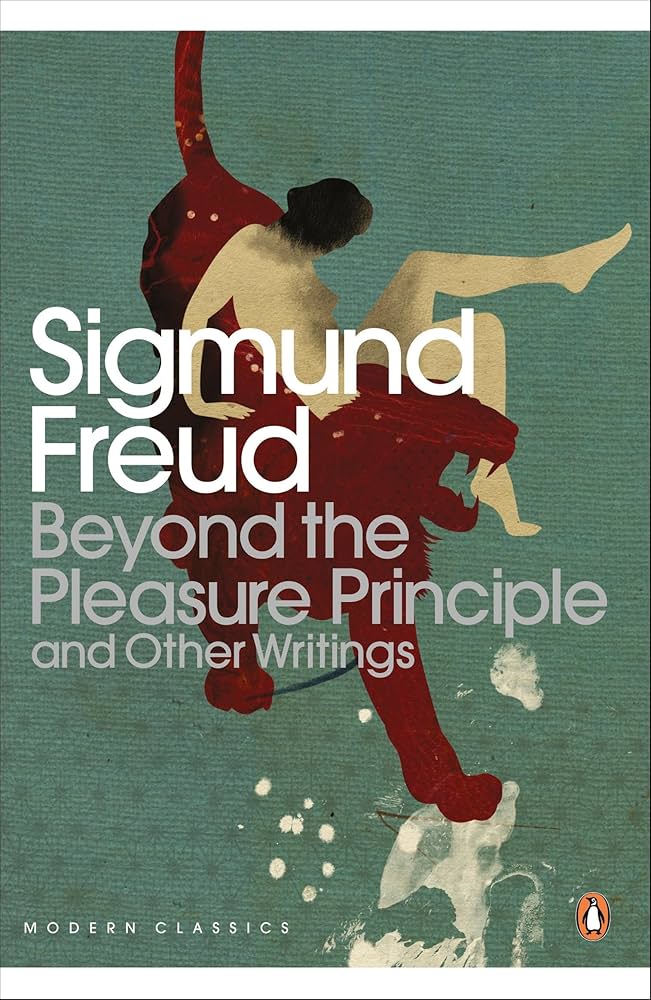 Sigmund
Freud
Beyond the
Pleasure Principle
and Other Writings
MODERN CLASSICS